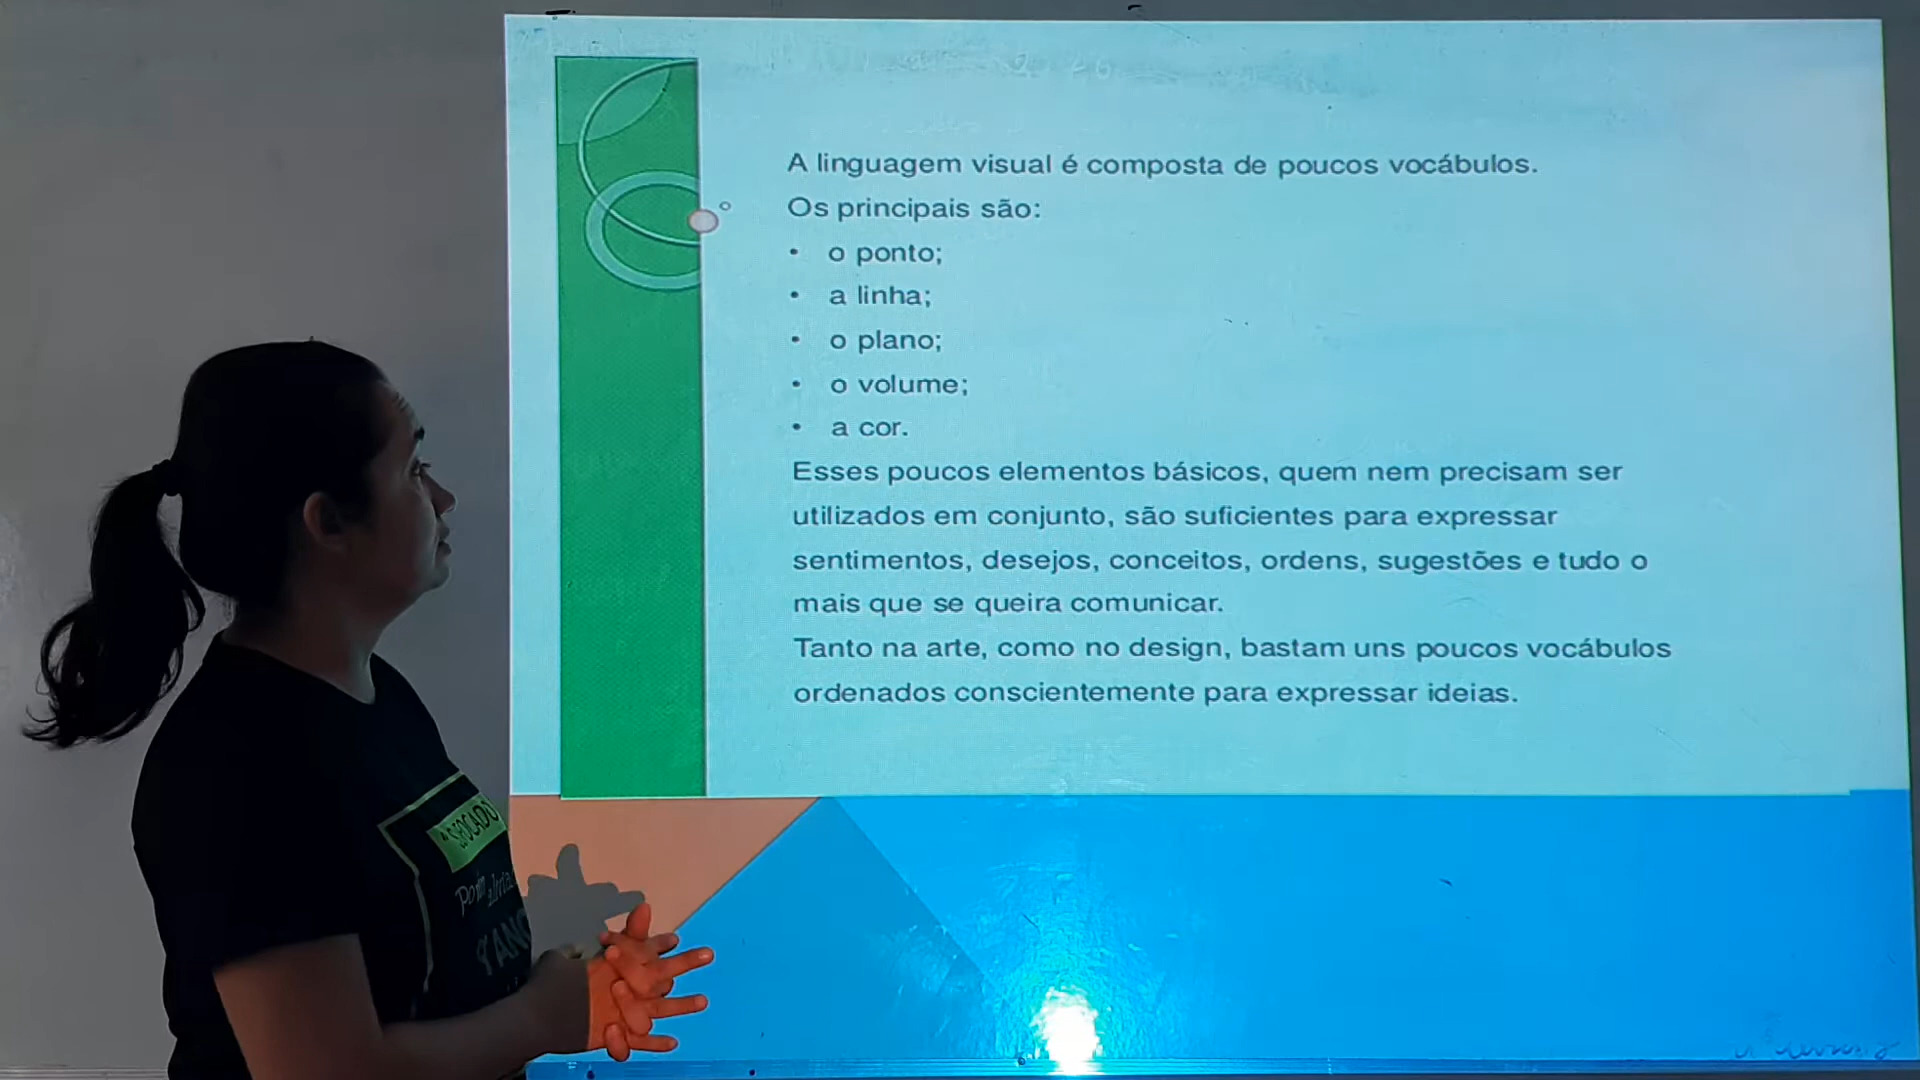 A linguagem visual é composta de poucos vocábulos.
Os principais são:
• o ponto;
• a linha;
• o plano;
• o volume;
• a cor.
Esses poucos elementos básicos, quem nem precisam ser
utilizados em conjunto, são suficientes para expressar
sentimentos, desejos, conceitos, ordens, sugestões e tudo o
mais que se queira comunicar.
Tanto na arte, como no design, bastam uns poucos vocábulos
ordenados conscientemente para expressar ideias.